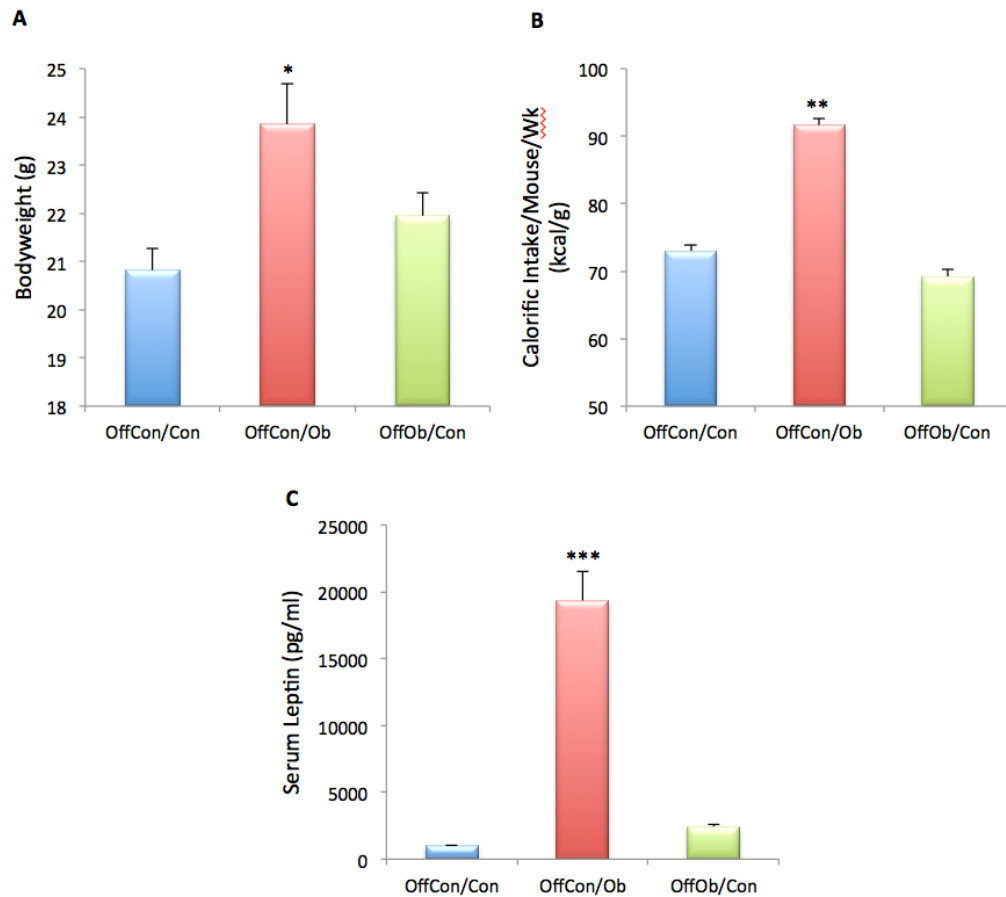 A
Bodyweight (g)
25
24
23
22
21
20
19
18
*
OffCon/Con
OffCon/Ob
OffOb/Con
B
Calorific Intake/Mouse/Wk
(kcal/g)
100
90
80
70
60
50
**
OffCon/Con
OffCon/Ob
OffOb/Con
C
Serum Leptin (pg/ml)
25000
20000
15000
10000
5000
0
***
OffCon/Con
OffCon/Ob
OffOb/Con